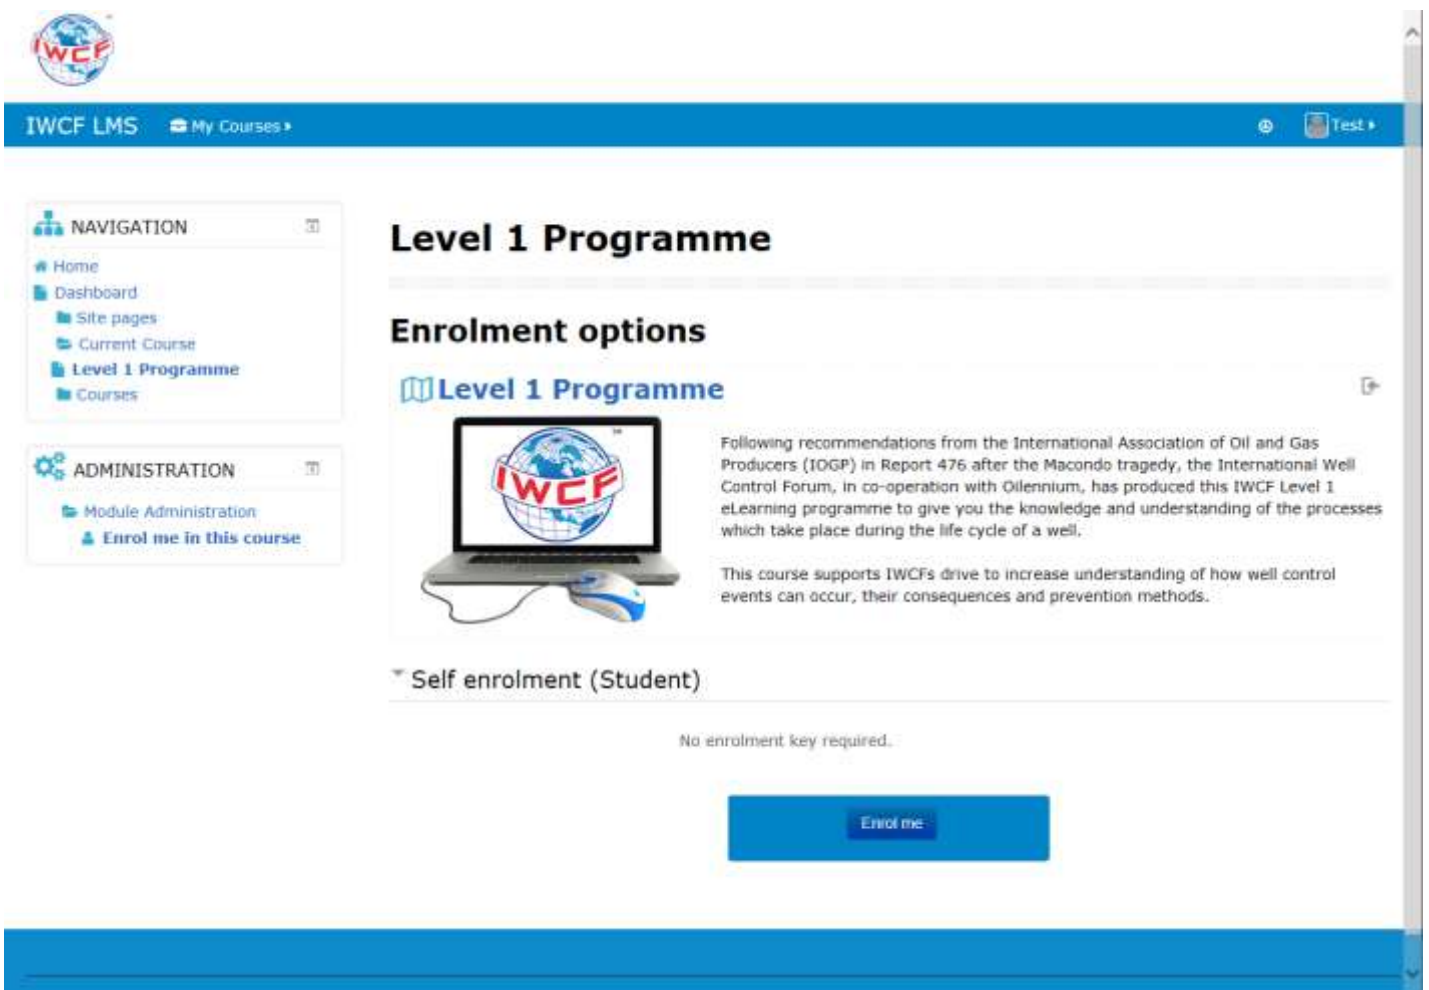 IWCF
IWCF LMS My Courses Test
NAVIGATION
Home
Dashboard
Site pages
Current Course
Level 1 Programme
Courses
ADMINISTRATION
Module Administration
Enrol me in this course
Level 1 Programme
Enrolment options
Level 1 Programme
IWCF
Following recommendations from the International Association of Oil and Gas
Producers (IOGP) in Report 476 after the Macondo tragedy, the International Well
Control Forum, in co-operation with Oilennium, has produced this IWCF Level 1
eLearning programme to give you the knowledge and understanding of the processes
which take place during the life cycle of a well.
This course supports IWCFs drive to increase understanding of how well control
events can occur, their consequences and prevention methods.
Self enrolment (Student)
No enrolment key required.
Enrol me